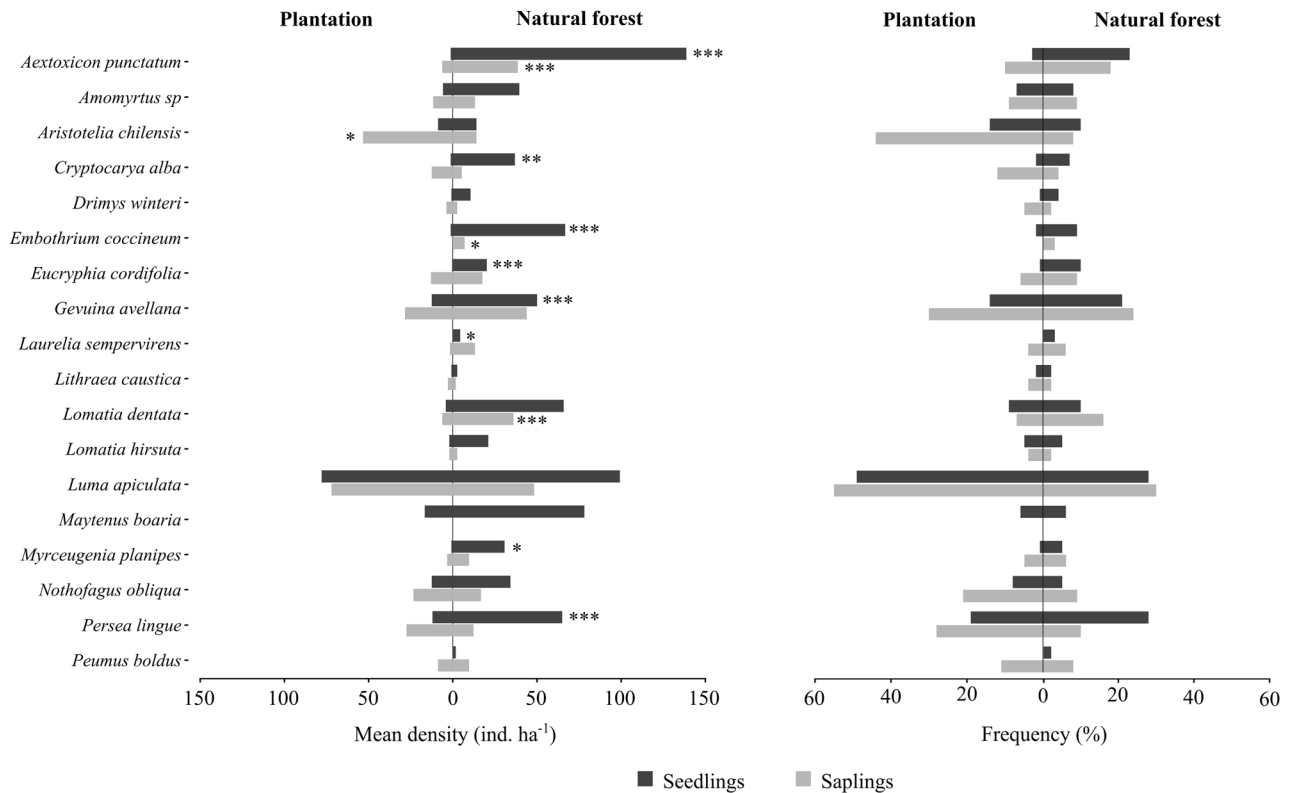 Plantation Natural forest Plantation Natural forest
Aextoxicon punctatum ***
***
Amomyrtus sp
Aristotelia chilensis *
Cryptocarya alba **
Drimys winteri
Embothrium coccineum ***
*
Eucryphia cordifolia ***
Gevuina avellana ***
Laurelia sempervirens *
Lithraea caustica
Lomatia dentata ***
Lomatia hirsuta
Luma apiculata
Maytenus boaria
Myrceugenia planipes *
Nothofagus obliqua
Persea lingue ***
Peumus boldus
150 100 50 0 50 100 150 60 40 20 0 20 40 60
Mean density (ind. ha-1) Frequency (%)
Seedlings Saplings